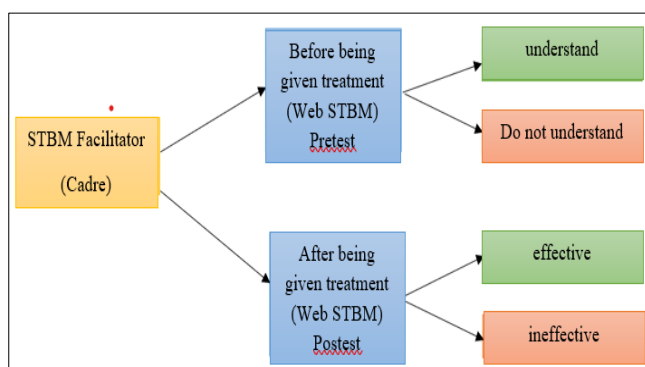 Before being
given treatment
(Web STBM)
Pretest
understand
Do not understand
STBM Facilitator
(Cadre)
After being
given treatment
(Web STBM)
Postest
effective
ineffective